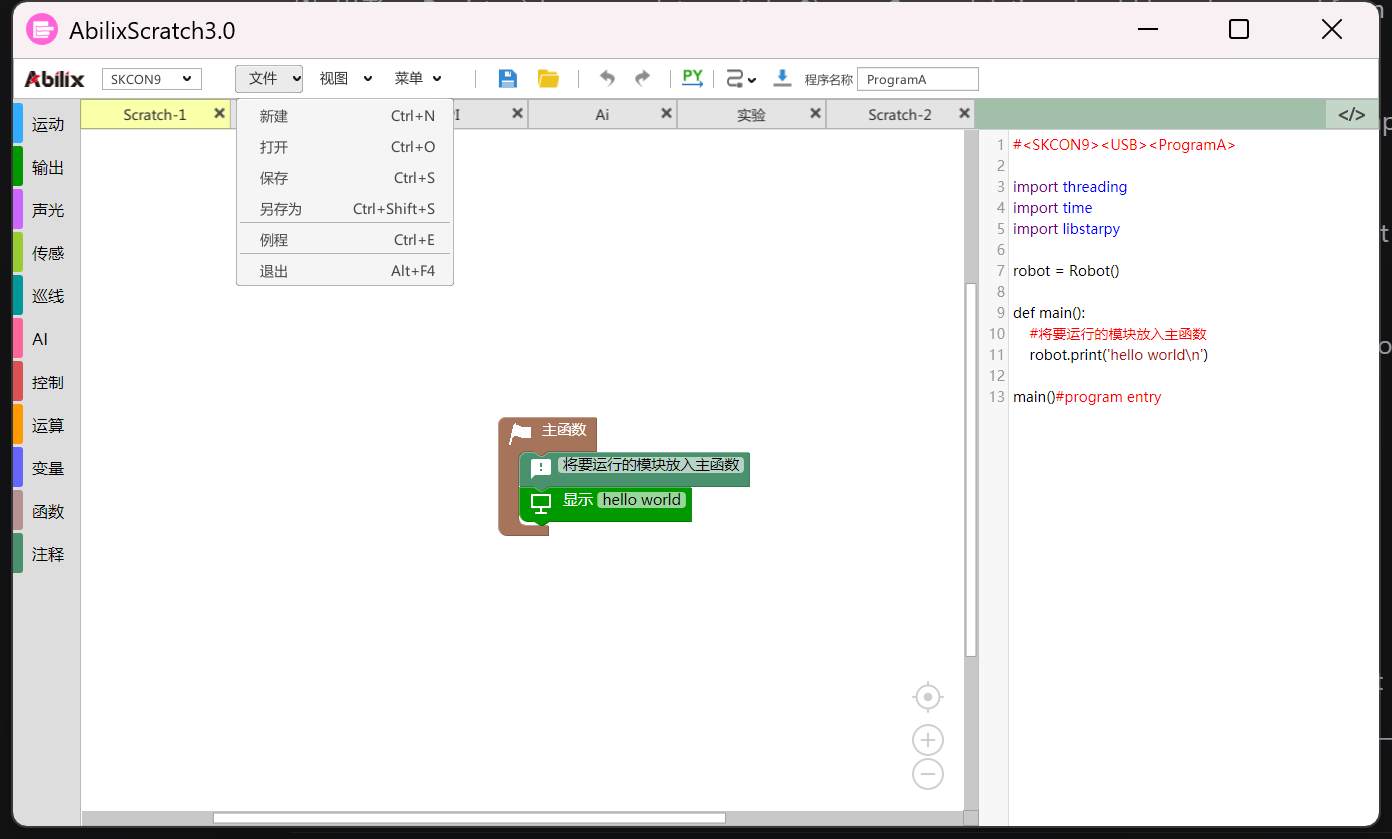 AbilixScratch3.0
Abilix SKCON9 文件 视图 菜单 PY 程序名称 ProgramA
Scratch-1 Ai 实验 Scratch-2 </>
新建 Ctrl+N
打开 Ctrl+O
保存 Ctrl+S
另存为 Ctrl+Shift+S
例程 Ctrl+E
退出 Alt+F4
运动
输出
声光
传感
巡线
AI
控制
运算
变量
函数
注释
主函数
将要运行的模块放入主函数
显示 hello world
1 #<SKCON9><USB><ProgramA>
2
3 import threading
4 import time
5 import libstarpy
6
7 robot = Robot()
8
9 def main():
10 #将要运行的模块放入主函数
11 robot.print('hello world\n')
12
13 main()#program entry